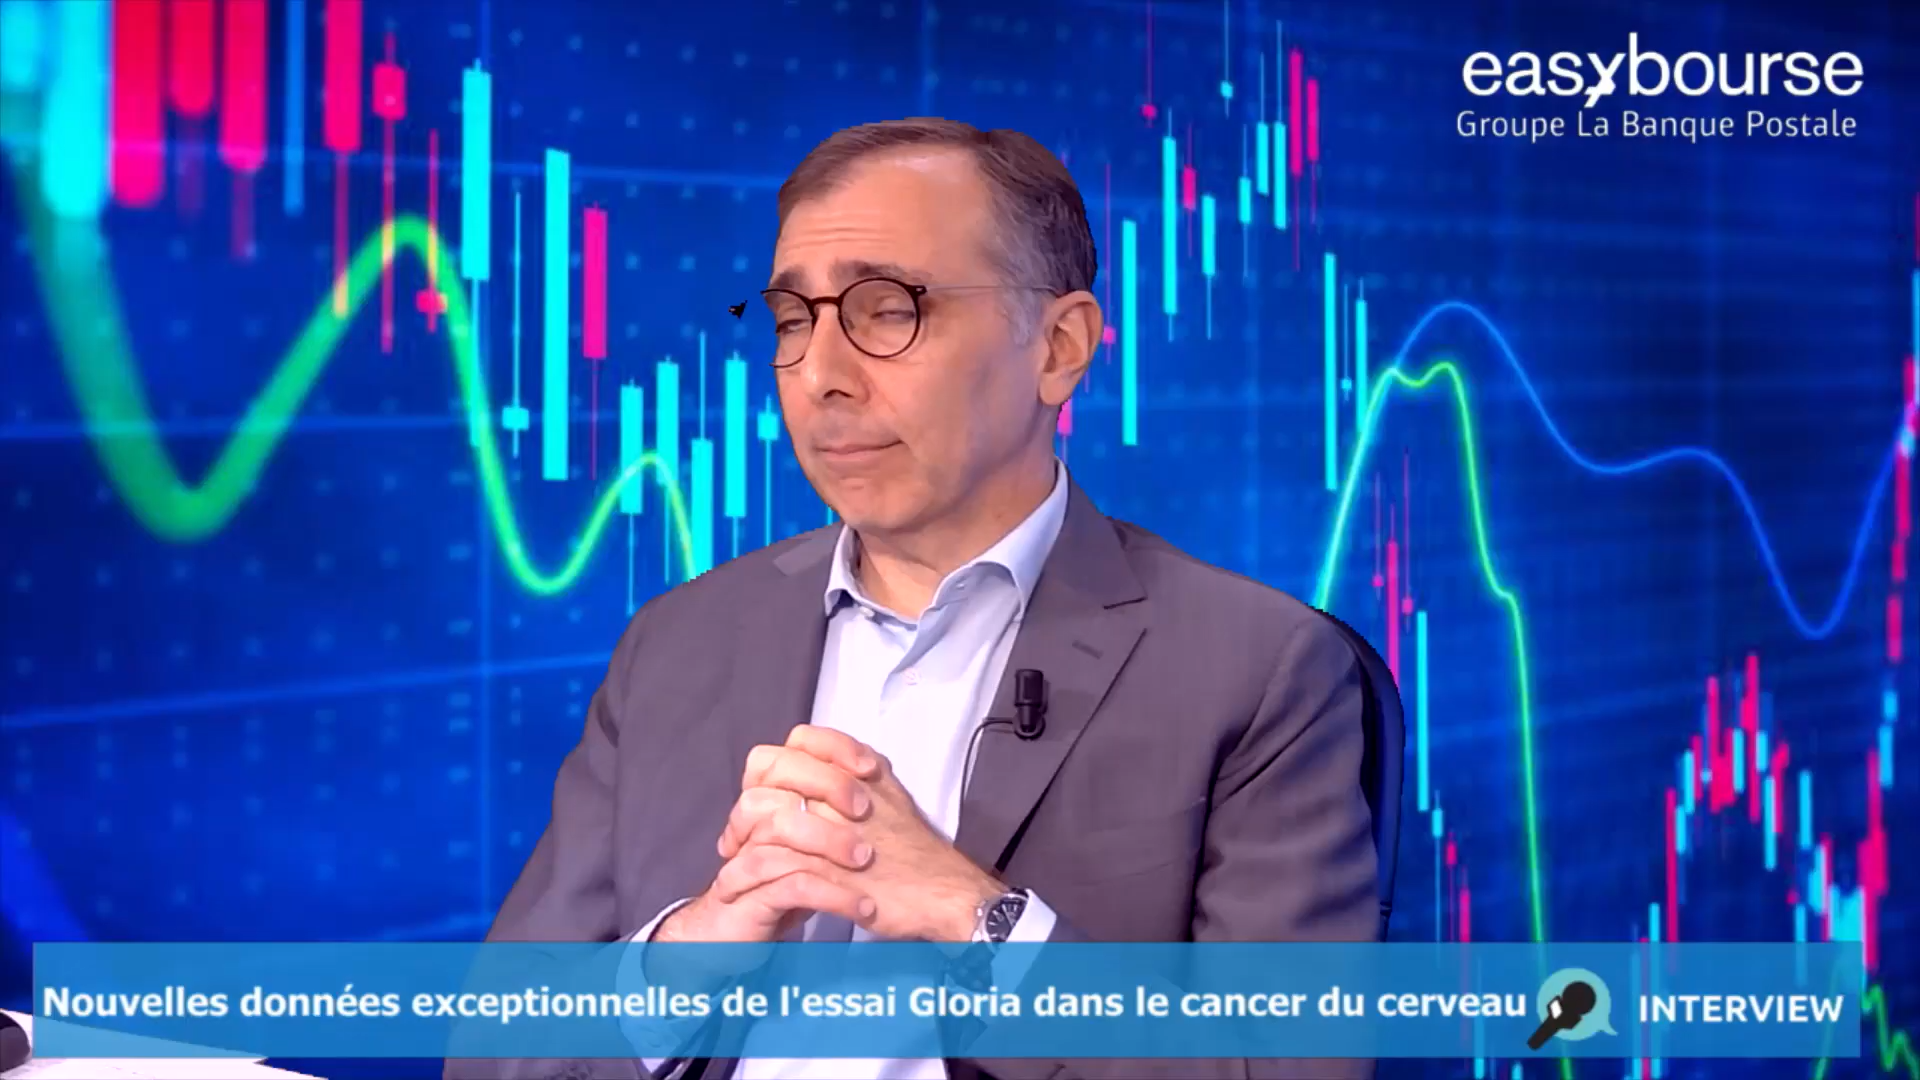 easybourse
Groupe La Banque Postale
Nouvelles données exceptionnelles de l'essai Gloria dans le cancer du cerveau
INTERVIEW